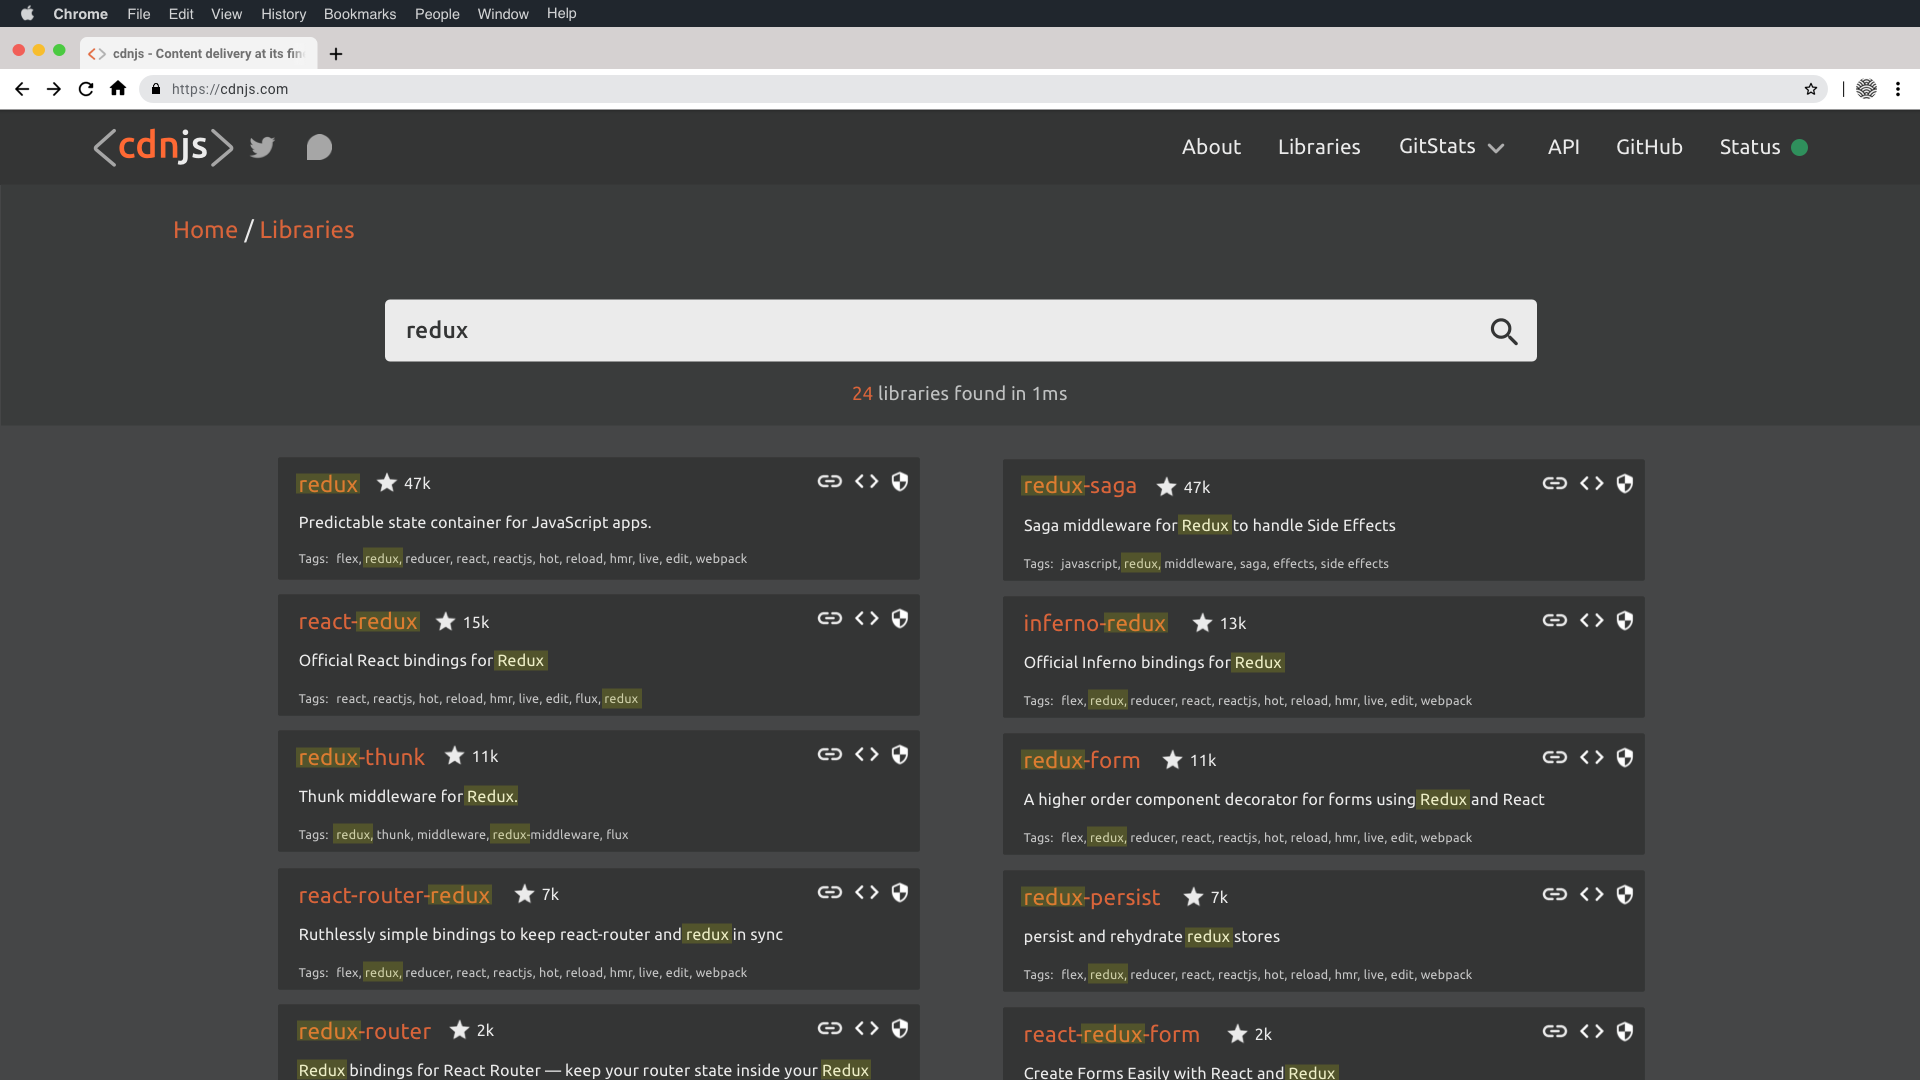 Chrome File Edit View History Bookmarks People Window Help
cdnjs - Content delivery at its fin
https://cdnjs.com
<cdnjs> About Libraries GitStats API GitHub Status
Home / Libraries
redux
24 libraries found in 1ms
redux 47k
Predictable state container for JavaScript apps.
Tags: flex, redux, reducer, react, reactjs, hot, reload, hmr, live, edit, webpack
redux-saga 47k
Saga middleware for Redux to handle Side Effects
Tags: javascript, redux, middleware, saga, effects, side effects
react-redux 15k
Official React bindings for Redux
Tags: react, reactjs, hot, reload, hmr, live, edit, flux, redux
inferno-redux 13k
Official Inferno bindings for Redux
Tags: flex, redux, reducer, react, reactjs, hot, reload, hmr, live, edit, webpack
redux-thunk 11k
Thunk middleware for Redux.
Tags: redux, thunk, middleware, redux-middleware, flux
redux-form 11k
A higher order component decorator for forms using Redux and React
Tags: flex, redux, reducer, react, reactjs, hot, reload, hmr, live, edit, webpack
react-router-redux 7k
Ruthlessly simple bindings to keep react-router and redux in sync
Tags: flex, redux, reducer, react, reactjs, hot, reload, hmr, live, edit, webpack
redux-persist 7k
persist and rehydrate redux stores
Tags: flex, redux, reducer, react, reactjs, hot, reload, hmr, live, edit, webpack
redux-router 2k
Redux bindings for React Router — keep your router state inside your Redux
react-redux-form 2k
Create Forms Easily with React and Redux